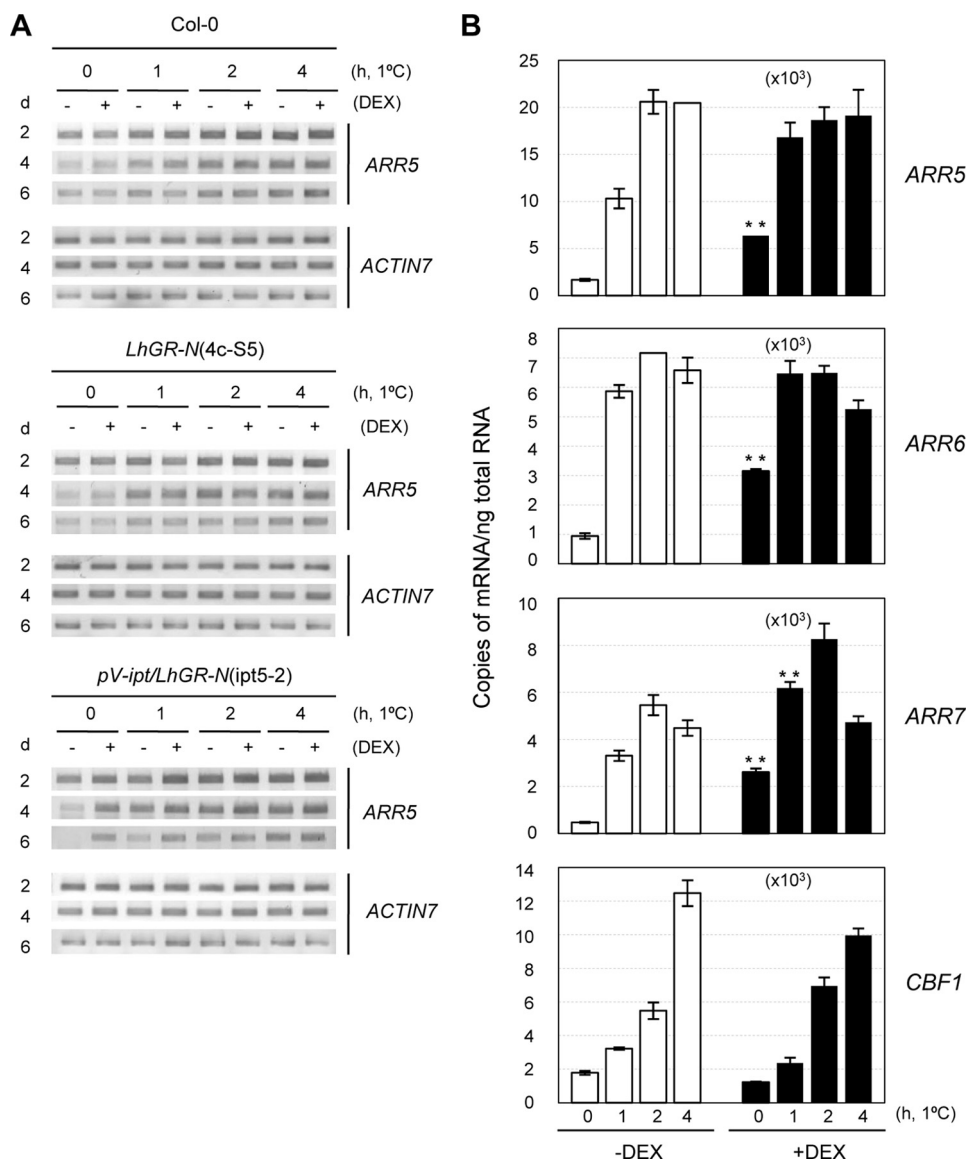 A
Col-0
0 1 2 4 (h, 1ºC)
d - + - + - + - + (DEX)
2
4
6
ARR5
2
4
6
ACTIN7
LhGR-N(4c-S5)
0 1 2 4 (h, 1ºC)
d - + - + - + - + (DEX)
2
4
6
ARR5
2
4
6
ACTIN7
pV-ipt/LhGR-N(ipt5-2)
0 1 2 4 (h, 1ºC)
d - + - + - + - + (DEX)
2
4
6
ARR5
2
4
6
ACTIN7
B
Copies of mRNA/ng total RNA
25
20
15
10
5
0
(x10³)
**
ARR5
7
6
5
4
3
2
1
0
(x10³)
**
ARR6
8
6
4
2
0
(x10³)
**
**
ARR7
14
12
10
8
6
4
2
0
(x10³)
CBF1
0 1 2 4 0 1 2 4 (h, 1ºC)
-DEX +DEX